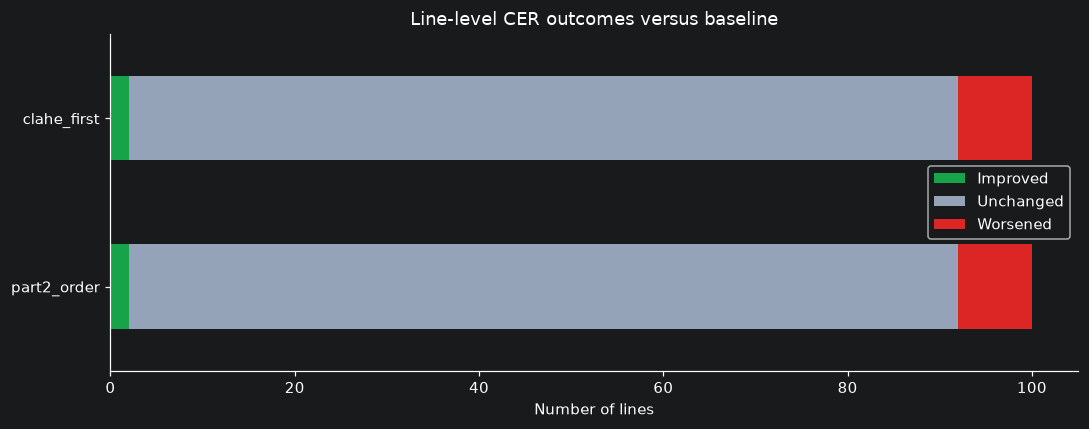 Line-level CER outcomes versus baseline
clahe_first
Improved
Unchanged
Worsened
part2_order
0 20 40 60 80 100
Number of lines